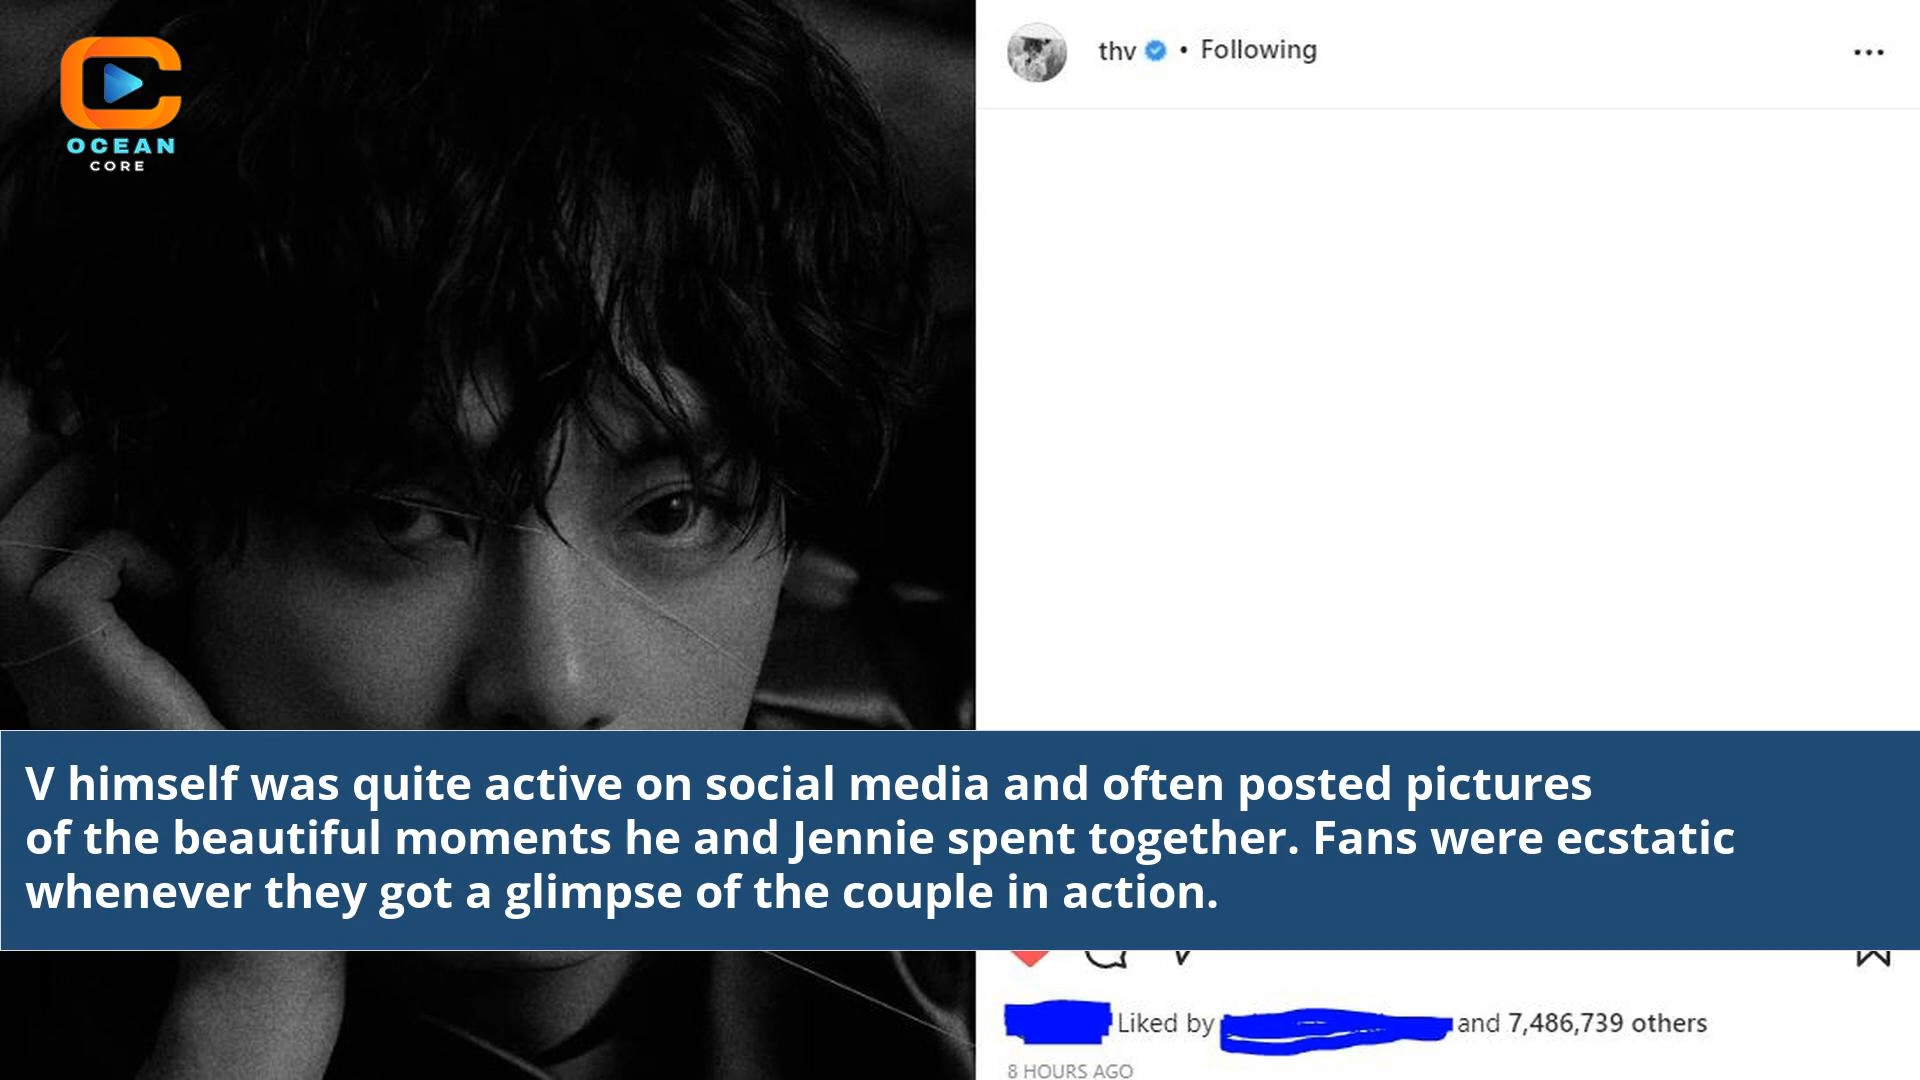 OCEAN
CORE
thv • Following
V himself was quite active on social media and often posted pictures
of the beautiful moments he and Jennie spent together. Fans were ecstatic
whenever they got a glimpse of the couple in action.
Liked by and 7,486,739 others
8 HOURS AGO